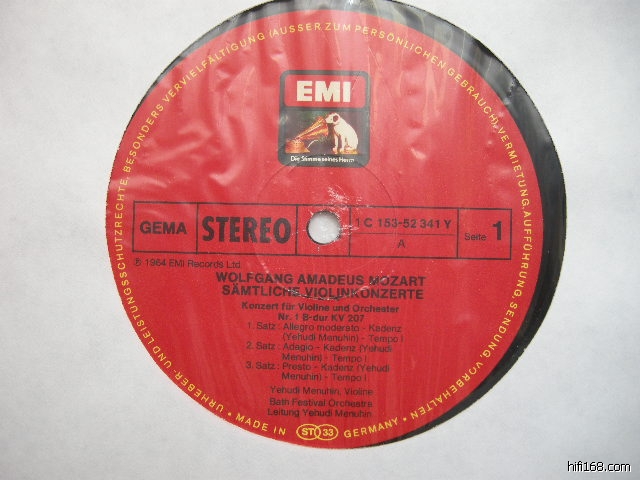 URHEBER- UND LEISTUNGSSCHUTZRECHTE, BESONDERS VERVIELFÄLTIGUNG (AUSSER ZUM PERSÖNLICHEN GEBRAUCH), VERMIETUNG, AUFFÜHRUNG, SENDUNG VORBEHALTEN
EMI
Die Stimme seines Herrn
GEMA
STEREO
1 C 153-52 341 Y
A
Seite 1
℗ 1964 EMI Records Ltd.
WOLFGANG AMADEUS MOZART
SÄMTLICHE VIOLINKONZERTE
Konzert für Violine und Orchester
Nr. 1 B-dur KV 207
1. Satz: Allegro moderato - Kadenz
(Yehudi Menuhin) - Tempo I
2. Satz: Adagio - Kadenz (Yehudi
Menuhin) - Tempo I
3. Satz: Presto - Kadenz (Yehudi
Menuhin) - Tempo I
Yehudi Menuhin, Violine
Bath Festival Orchestra
Leitung Yehudi Menuhin
• MADE IN GERMANY •
STO 33
hifi168.com